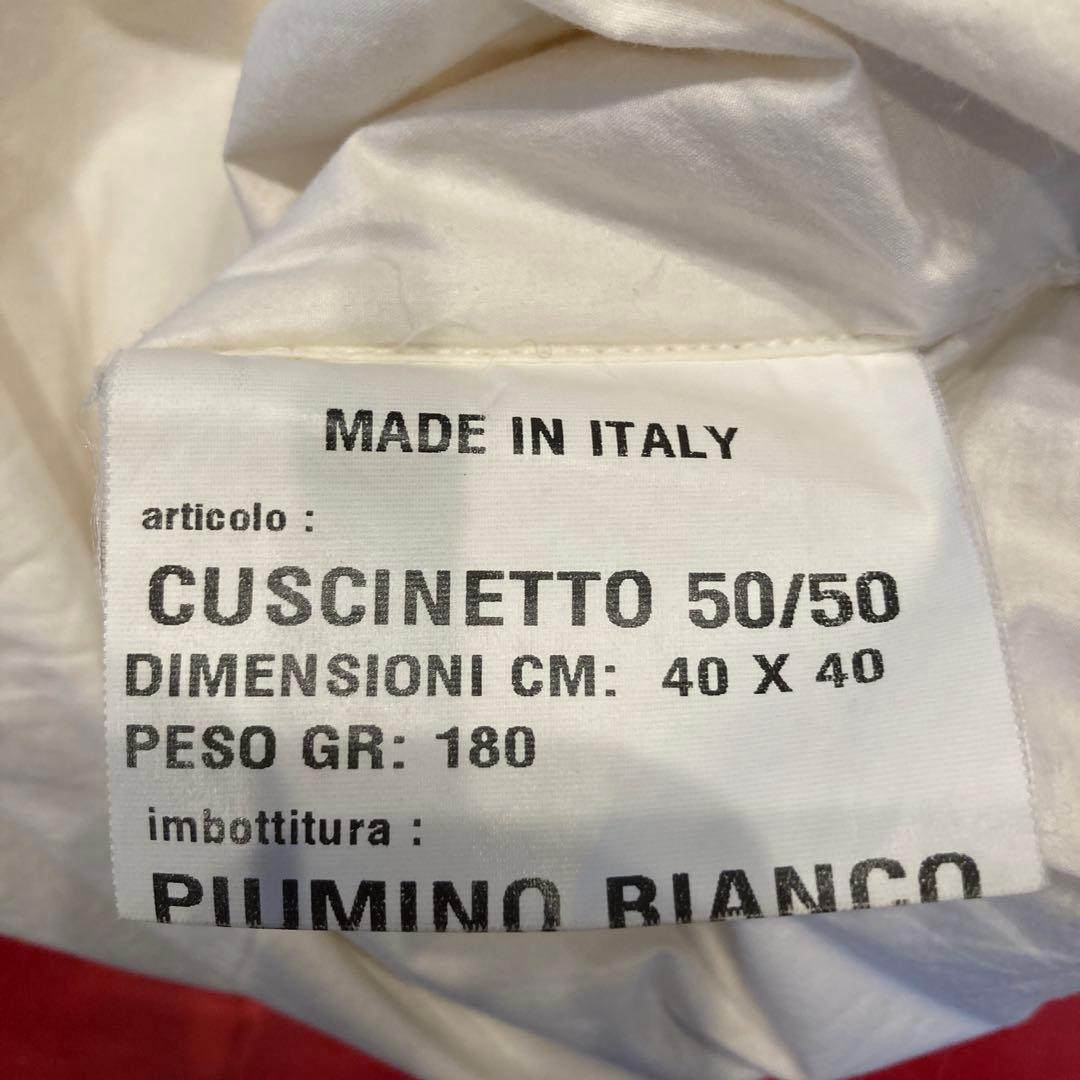 MADE IN ITALY
articolo :
CUSCINETTO 50/50
DIMENSIONI CM: 40 X 40
PESO GR: 180
imbottitura :
PIUMINO BIANCO